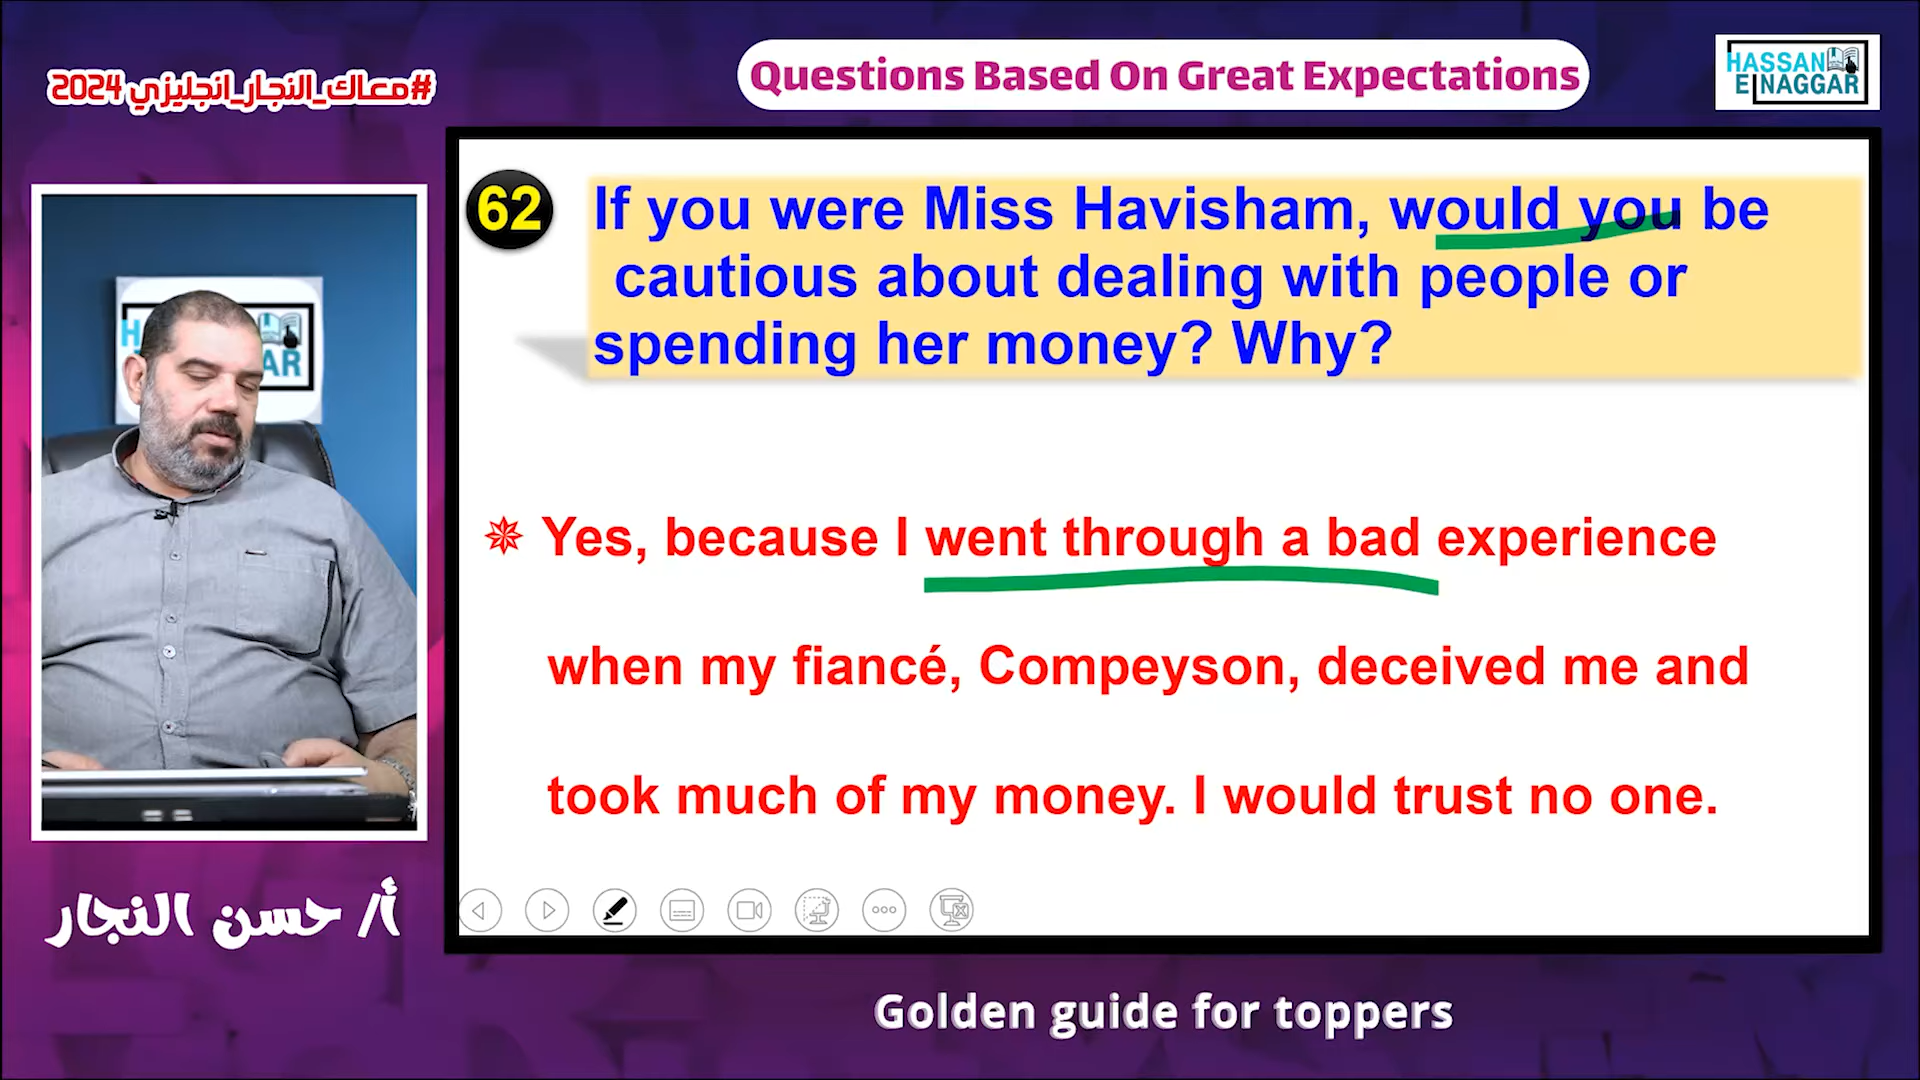 #معاك_النجار_انجليزي 2024
Questions Based On Great Expectations
HASSAN
ELNAGGAR
62
If you were Miss Havisham, would you be
cautious about dealing with people or
spending her money? Why?
Yes, because I went through a bad experience
when my fiancé, Compeyson, deceived me and
took much of my money. I would trust no one.
أ/ حسن النجار
Golden guide for toppers